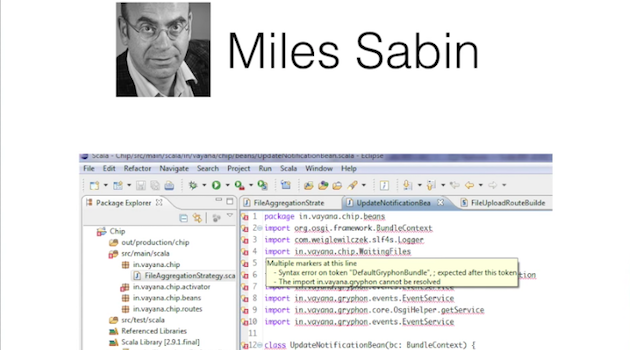 Miles Sabin
Scala - Chip/src/main/scala/in/vayana/chip/beans/UpdateNotificationBean.scala - Eclipse
File Edit Refactor Navigate Search Project Run Scala Window Help
Package Explorer
FileAggregationStrate
UpdateNotificationBea
FileUploadRouteBuilde
Chip
out/production/chip
src/main/scala
in.vayana.chip
FileAggregationStrategy.sca
in.vayana.chip.activator
in.vayana.chip.beans
in.vayana.chip.routes
src/test/scala
Referenced Libraries
Scala Library [2.9.1.final]
1 package in.vayana.chip.beans
2 import org.osgi.framework.BundleContext
3 import com.weiglewilczek.slf4s.Logger
4 import in.vayana.chip.WaitingFiles
5
Multiple markers at this line
- Syntax error on token "DefaultGryphonBundle", ; expected after this token
- The import in.vayana.gryphon cannot be resolved
6
7
8 import in.vayana.gryphon.events.EventService
9 import in.vayana.gryphon.core.OsgiHelper.getService
10 import in.vayana.gryphon.events.EventService
11
12 class UpdateNotificationBean(bc: BundleContext) {